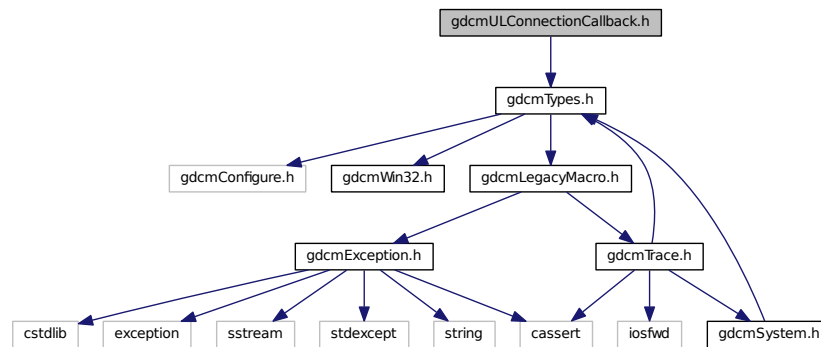 gdcmULConnectionCallback.h
gdcmTypes.h
gdcmConfigure.h
gdcmWin32.h
gdcmLegacyMacro.h
gdcmException.h
gdcmTrace.h
cstdlib
exception
sstream
stdexcept
string
cassert
iosfwd
gdcmSystem.h